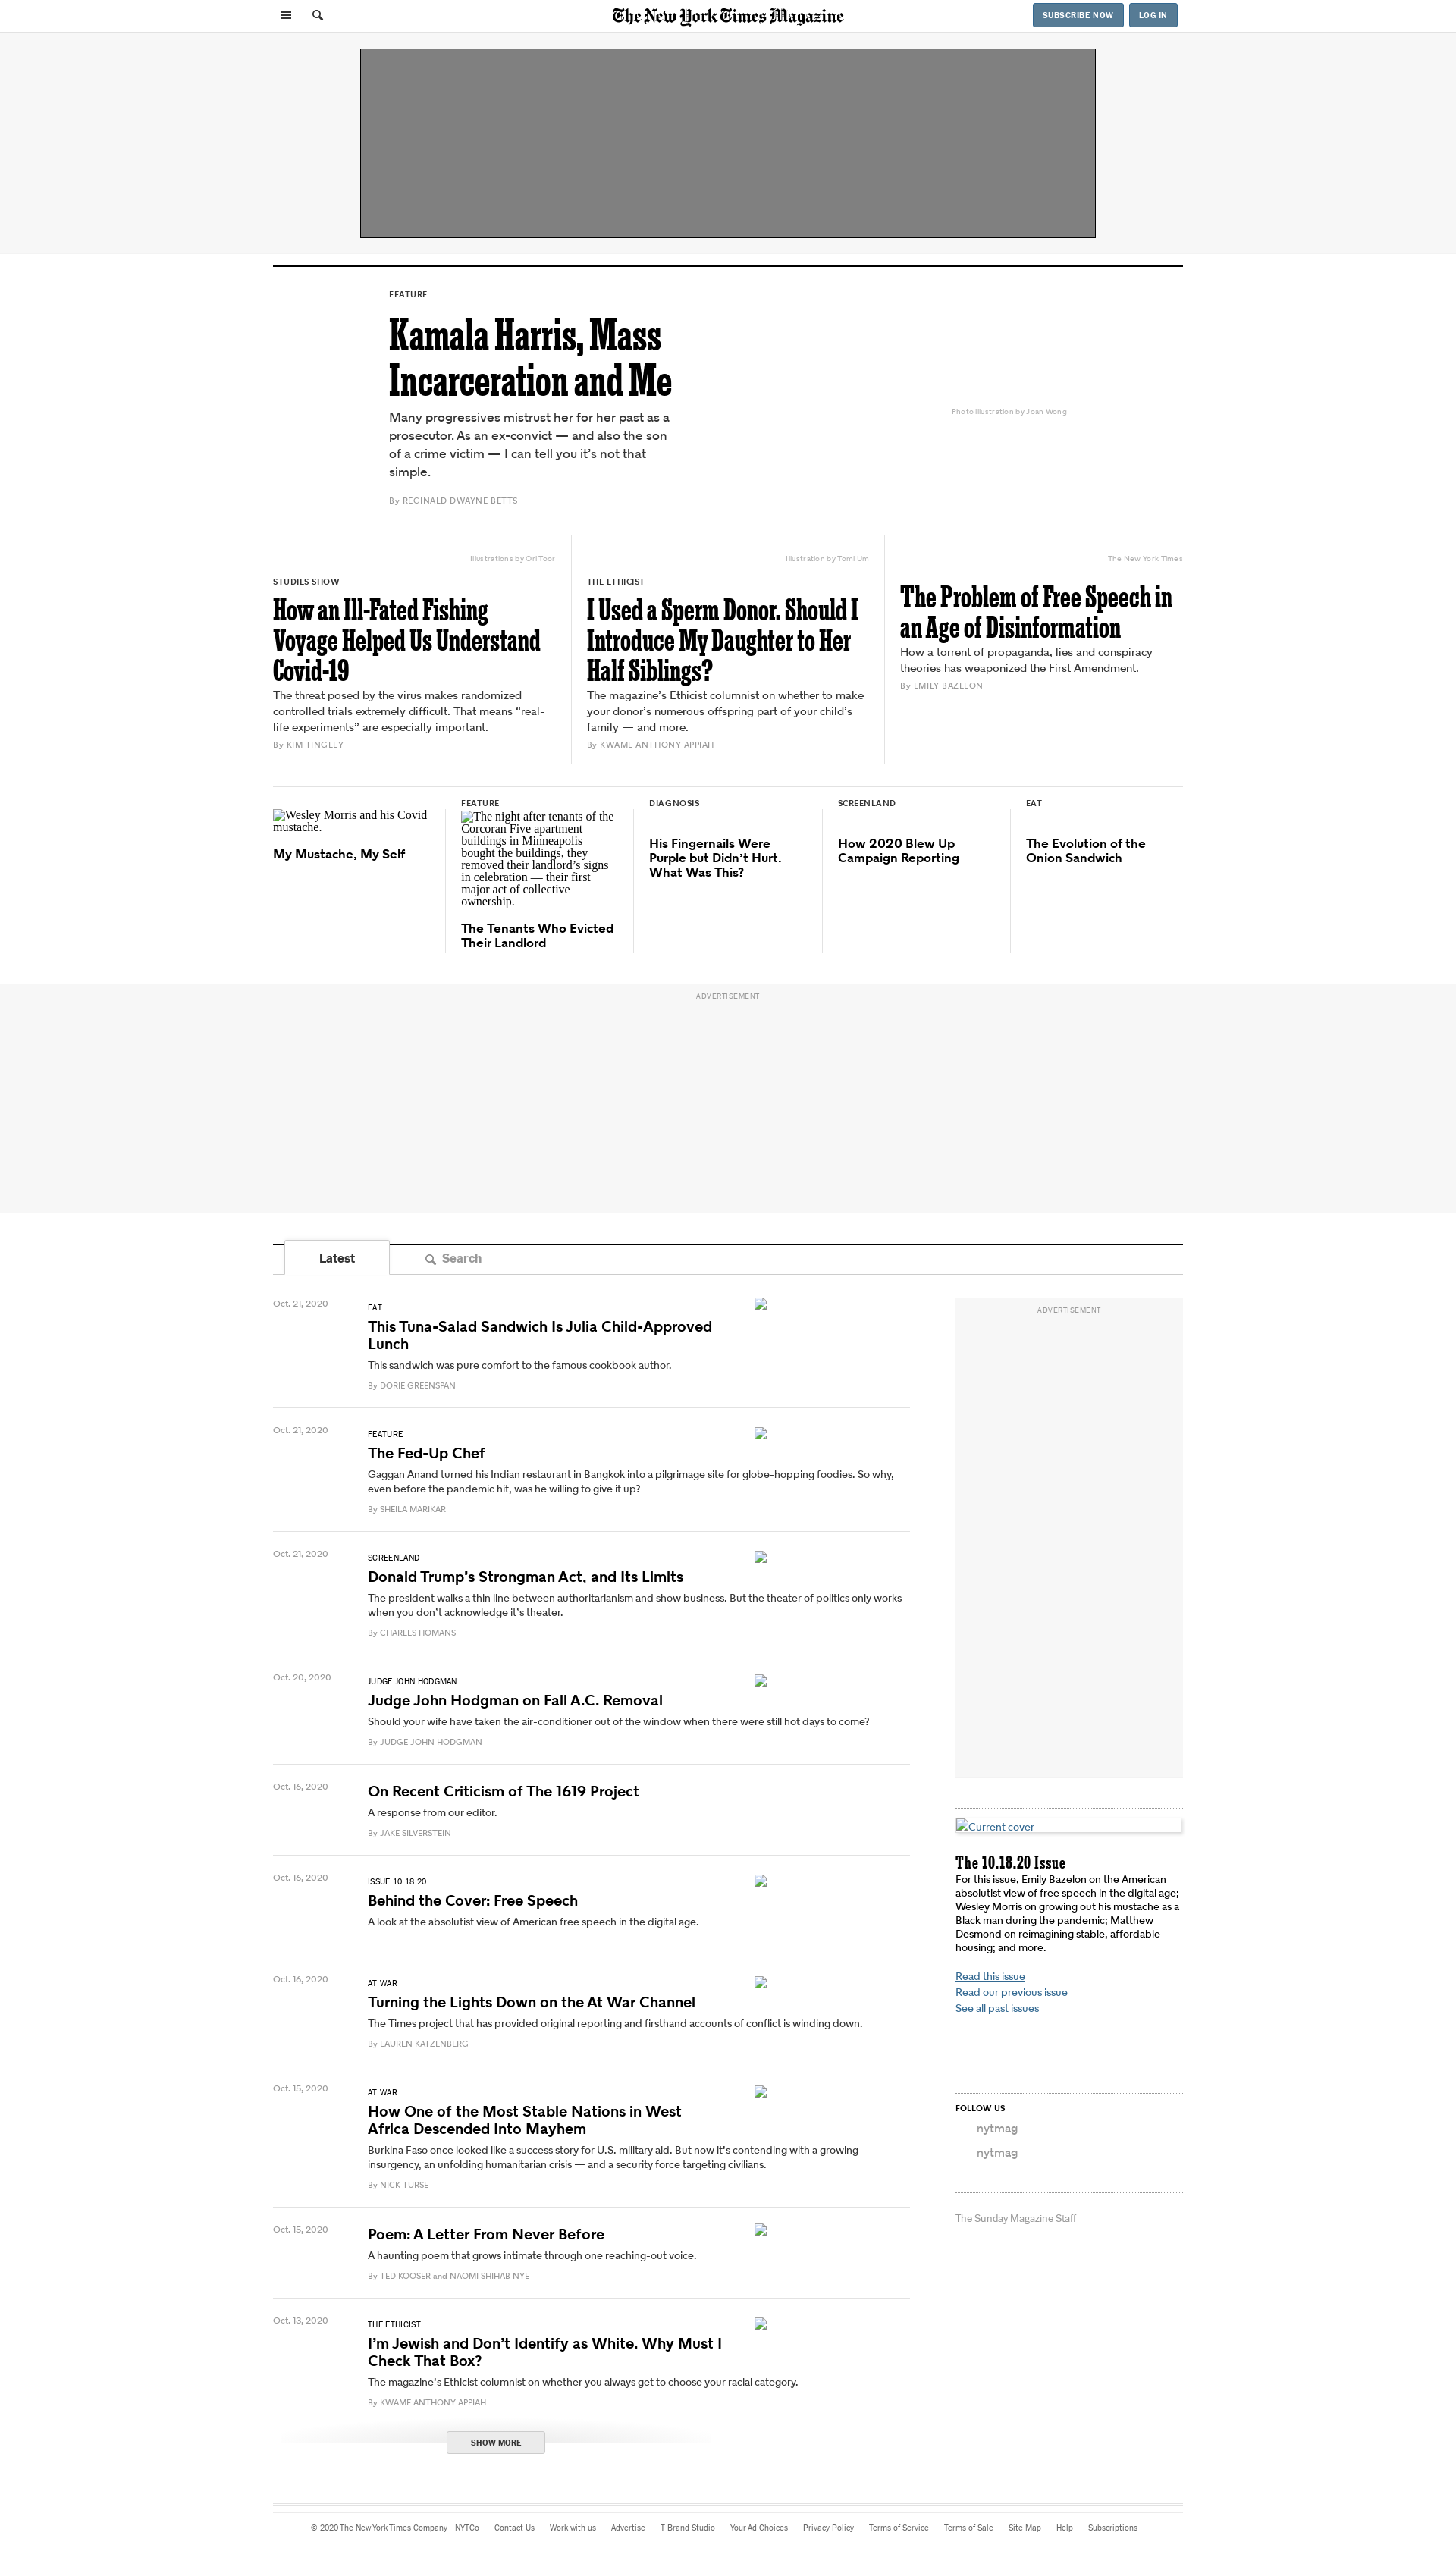 The New York Times Magazine
SUBSCRIBE NOW
LOG IN
FEATURE
Kamala Harris, Mass
Incarceration and Me
Many progressives mistrust her for her past as a
prosecutor. As an ex-convict — and also the son
of a crime victim — I can tell you it’s not that
simple.
By REGINALD DWAYNE BETTS
Photo illustration by Joan Wong
Illustrations by Ori Toor
STUDIES SHOW
How an Ill-Fated Fishing
Voyage Helped Us Understand
Covid-19
The threat posed by the virus makes randomized
controlled trials extremely difficult. That means “real-
life experiments” are especially important.
By KIM TINGLEY
Illustration by Tomi Um
THE ETHICIST
I Used a Sperm Donor. Should I
Introduce My Daughter to Her
Half Siblings?
The magazine’s Ethicist columnist on whether to make
your donor’s numerous offspring part of your child’s
family — and more.
By KWAME ANTHONY APPIAH
The New York Times
The Problem of Free Speech in
an Age of Disinformation
How a torrent of propaganda, lies and conspiracy
theories has weaponized the First Amendment.
By EMILY BAZELON
Wesley Morris and his Covid
mustache.
My Mustache, My Self
FEATURE
The night after tenants of the
Corcoran Five apartment
buildings in Minneapolis
bought the buildings, they
removed their landlord’s signs
in celebration — their first
major act of collective
ownership.
The Tenants Who Evicted
Their Landlord
DIAGNOSIS
His Fingernails Were
Purple but Didn’t Hurt.
What Was This?
SCREENLAND
How 2020 Blew Up
Campaign Reporting
EAT
The Evolution of the
Onion Sandwich
ADVERTISEMENT
Latest
Search
Oct. 21, 2020
EAT
This Tuna-Salad Sandwich Is Julia Child-Approved
Lunch
This sandwich was pure comfort to the famous cookbook author.
By DORIE GREENSPAN
Oct. 21, 2020
FEATURE
The Fed-Up Chef
Gaggan Anand turned his Indian restaurant in Bangkok into a pilgrimage site for globe-hopping foodies. So why,
even before the pandemic hit, was he willing to give it up?
By SHEILA MARIKAR
Oct. 21, 2020
SCREENLAND
Donald Trump’s Strongman Act, and Its Limits
The president walks a thin line between authoritarianism and show business. But the theater of politics only works
when you don’t acknowledge it’s theater.
By CHARLES HOMANS
Oct. 20, 2020
JUDGE JOHN HODGMAN
Judge John Hodgman on Fall A.C. Removal
Should your wife have taken the air-conditioner out of the window when there were still hot days to come?
By JUDGE JOHN HODGMAN
Oct. 16, 2020
On Recent Criticism of The 1619 Project
A response from our editor.
By JAKE SILVERSTEIN
Oct. 16, 2020
ISSUE 10.18.20
Behind the Cover: Free Speech
A look at the absolutist view of American free speech in the digital age.
Oct. 16, 2020
AT WAR
Turning the Lights Down on the At War Channel
The Times project that has provided original reporting and firsthand accounts of conflict is winding down.
By LAUREN KATZENBERG
Oct. 15, 2020
AT WAR
How One of the Most Stable Nations in West
Africa Descended Into Mayhem
Burkina Faso once looked like a success story for U.S. military aid. But now it’s contending with a growing
insurgency, an unfolding humanitarian crisis — and a security force targeting civilians.
By NICK TURSE
Oct. 15, 2020
Poem: A Letter From Never Before
A haunting poem that grows intimate through one reaching-out voice.
By TED KOOSER and NAOMI SHIHAB NYE
Oct. 13, 2020
THE ETHICIST
I’m Jewish and Don’t Identify as White. Why Must I
Check That Box?
The magazine’s Ethicist columnist on whether you always get to choose your racial category.
By KWAME ANTHONY APPIAH
SHOW MORE
ADVERTISEMENT
Current cover
The 10.18.20 Issue
For this issue, Emily Bazelon on the American
absolutist view of free speech in the digital age;
Wesley Morris on growing out his mustache as a
Black man during the pandemic; Matthew
Desmond on reimagining stable, affordable
housing; and more.
Read this issue
Read our previous issue
See all past issues
FOLLOW US
nytmag
nytmag
The Sunday Magazine Staff
© 2020 The New York Times Company NYTCo Contact Us Work with us Advertise T Brand Studio Your Ad Choices Privacy Policy Terms of Service Terms of Sale Site Map Help Subscriptions